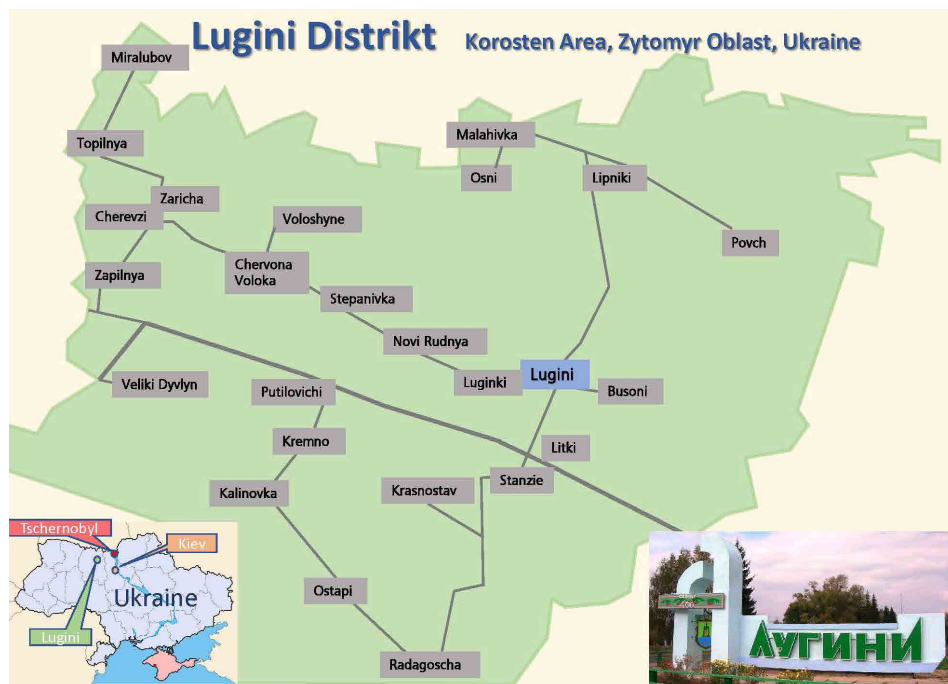 Lugini Distrikt Korosten Area, Zytomyr Oblast, Ukraine
Miralubov
Topilnya
Malahivka
Osni
Lipniki
Zaricha
Cherevzi
Voloshyne
Povch
Zapilnya
Chervona
Voloka
Stepanivka
Novi Rudnya
Veliki Dyvlyn
Putilovichi
Luginki
Lugini
Busoni
Kremno
Litki
Kalinovka
Krasnostav
Stanzie
Ostapi
Radagoscha
Tschernobyl
Kiev
Ukraine
Lugini
ЛУГИНИ